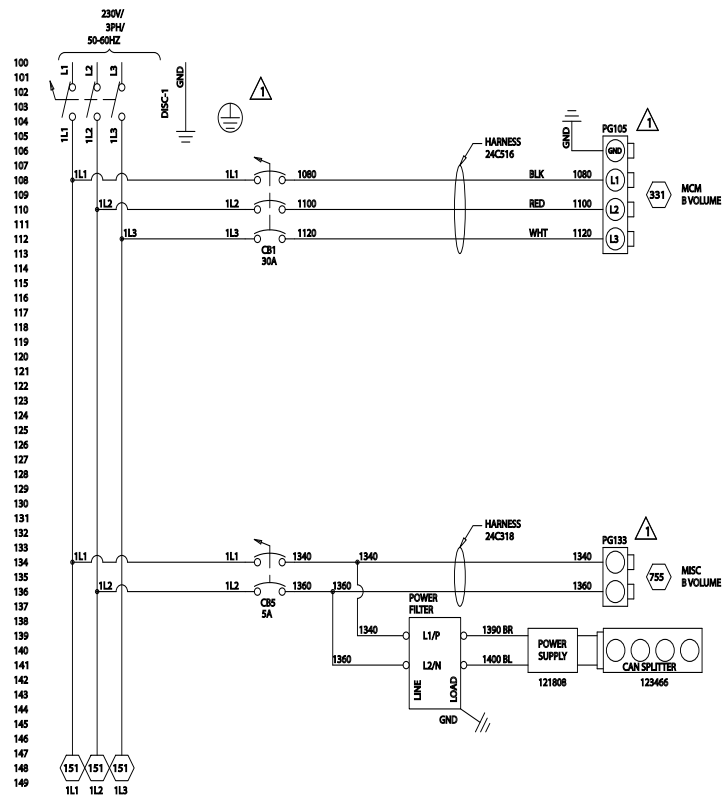 230V/
3PH/
50-60HZ
L1 L2 L3 GND
DISC-1
1
1L1 1L2 1L3
100
101
102
103
104
105
106
107
108
109
110
111
112
113
114
115
116
117
118
119
120
121
122
123
124
125
126
127
128
129
130
131
132
133
134
135
136
137
138
139
140
141
142
143
144
145
146
147
148
149
HARNESS
24C516
GND
PG105
1
GND
1L1 1L1 1080 BLK 1080 L1
1L2 1L2 1100 RED 1100 L2
1L3 1L3 1120 WHT 1120 L3
331
MCM
B VOLUME
CB1
30A
HARNESS
24C318
PG133
1
1L1 1L1 1340 1340 1340
1L2 1L2 1360 1360 1360
755
MISC
B VOLUME
CB5
5A
POWER
FILTER
1340 L1/P 1390 BR
1360 L2/N 1400 BL
LINE LOAD
GND
POWER
SUPPLY
121808
CAN SPLITTER
123466
151 151 151
1L1 1L2 1L3